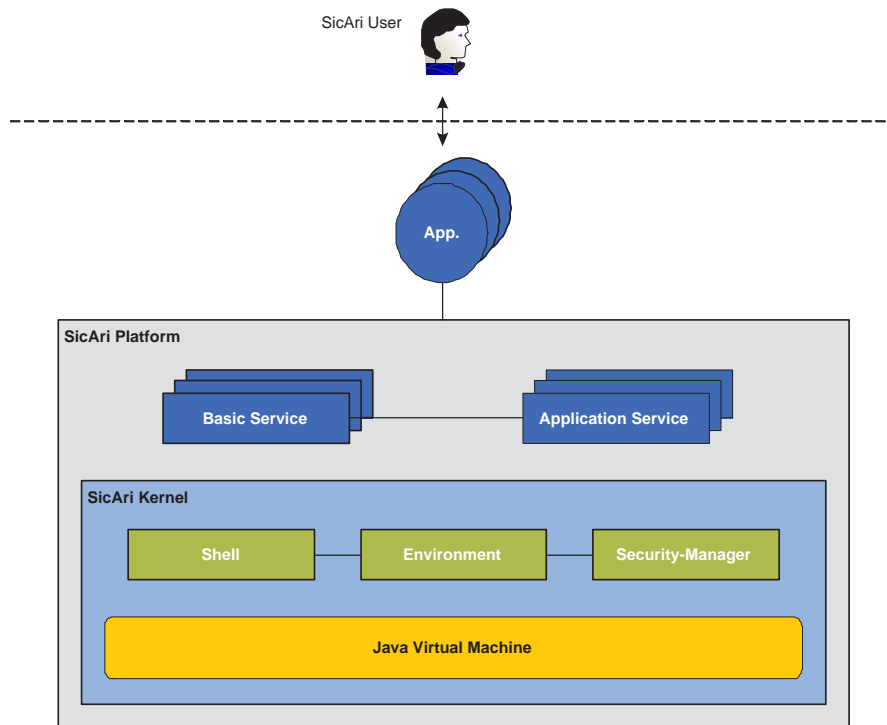 SicAri User
App.
SicAri Platform
Basic Service
Application Service
SicAri Kernel
Shell
Environment
Security-Manager
Java Virtual Machine